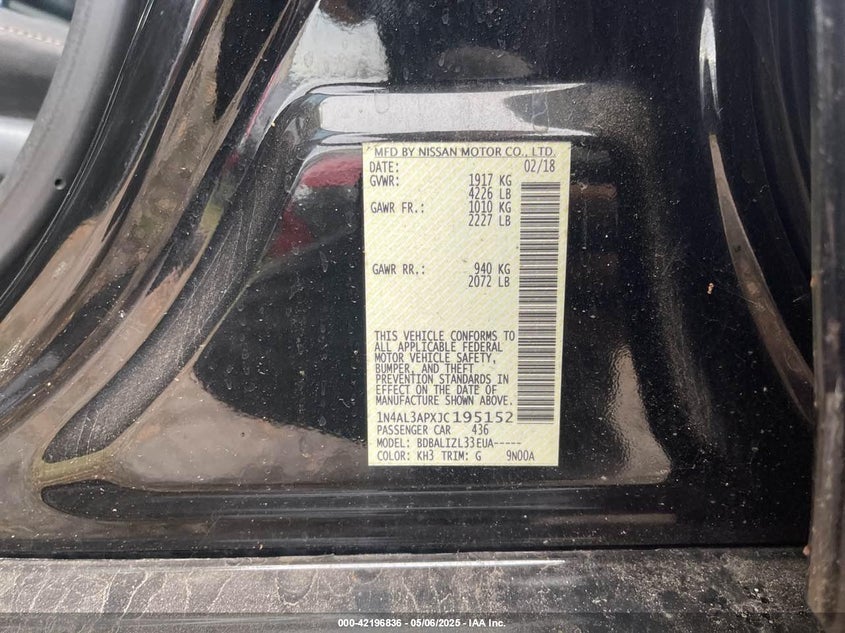 MFD BY NISSAN MOTOR CO., LTD.
DATE: 02/18
GVWR: 1917 KG
4226 LB
GAWR FR.: 1010 KG
2227 LB
GAWR RR.: 940 KG
2072 LB
THIS VEHICLE CONFORMS TO
ALL APPLICABLE FEDERAL
MOTOR VEHICLE SAFETY,
BUMPER, AND THEFT
PREVENTION STANDARDS IN
EFFECT ON THE DATE OF
MANUFACTURE SHOWN ABOVE.
1N4AL3APXJC195152
PASSENGER CAR 436
MODEL: BDBALIZL33EUA-----
COLOR: KH3 TRIM: G 9N00A
000-42196836 - 05/06/2025 - IAA Inc.